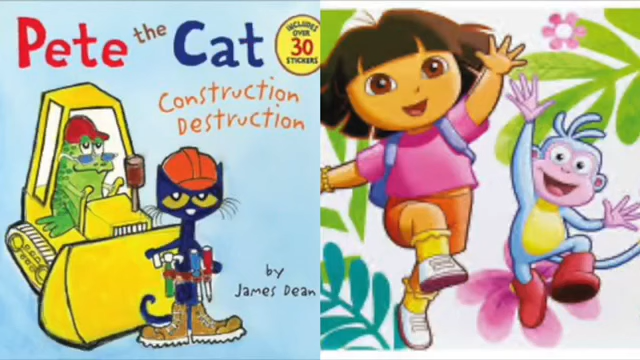 Pete the Cat
INCLUDES
OVER
30
STICKERS
Construction
Destruction
by
James Dean